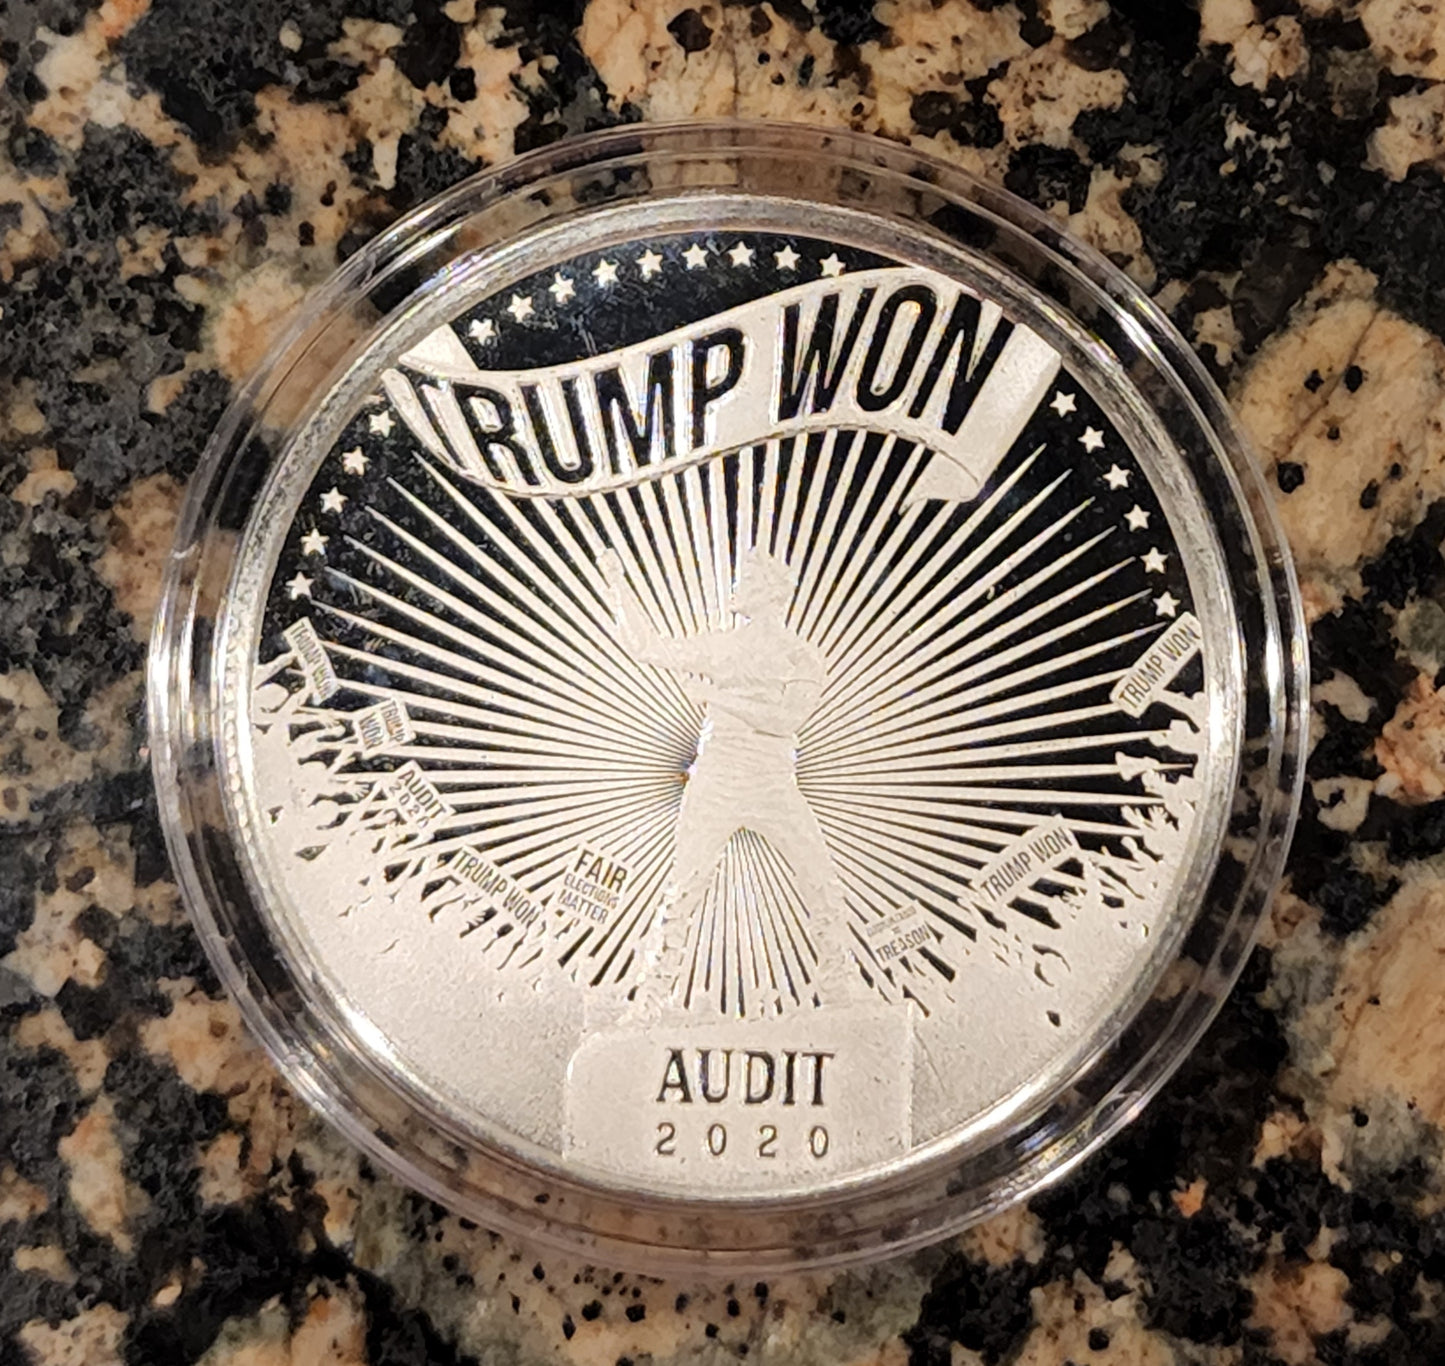 TRUMP WON
TRUMP WON
TRUMP WON
TRUMP
WON
AUDIT
2020
TRUMP WON
FAIR
ELECTIONS
MATTER
=
TREASON
TRUMP WON
AUDIT
2020